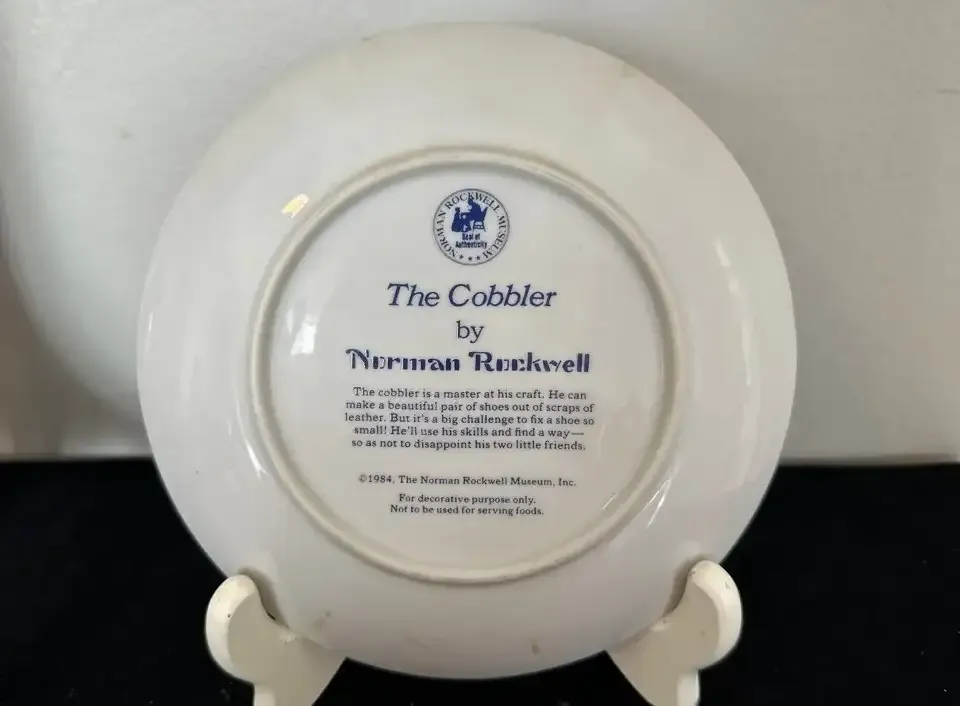 NORMAN ROCKWELL MUSEUM
Seal of
Authenticity
The Cobbler
by
Norman Rockwell
The cobbler is a master at his craft. He can
make a beautiful pair of shoes out of scraps of
leather. But it's a big challenge to fix a shoe so
small! He'll use his skills and find a way—
so as not to disappoint his two little friends.
©1984, The Norman Rockwell Museum, Inc.
For decorative purpose only.
Not to be used for serving foods.